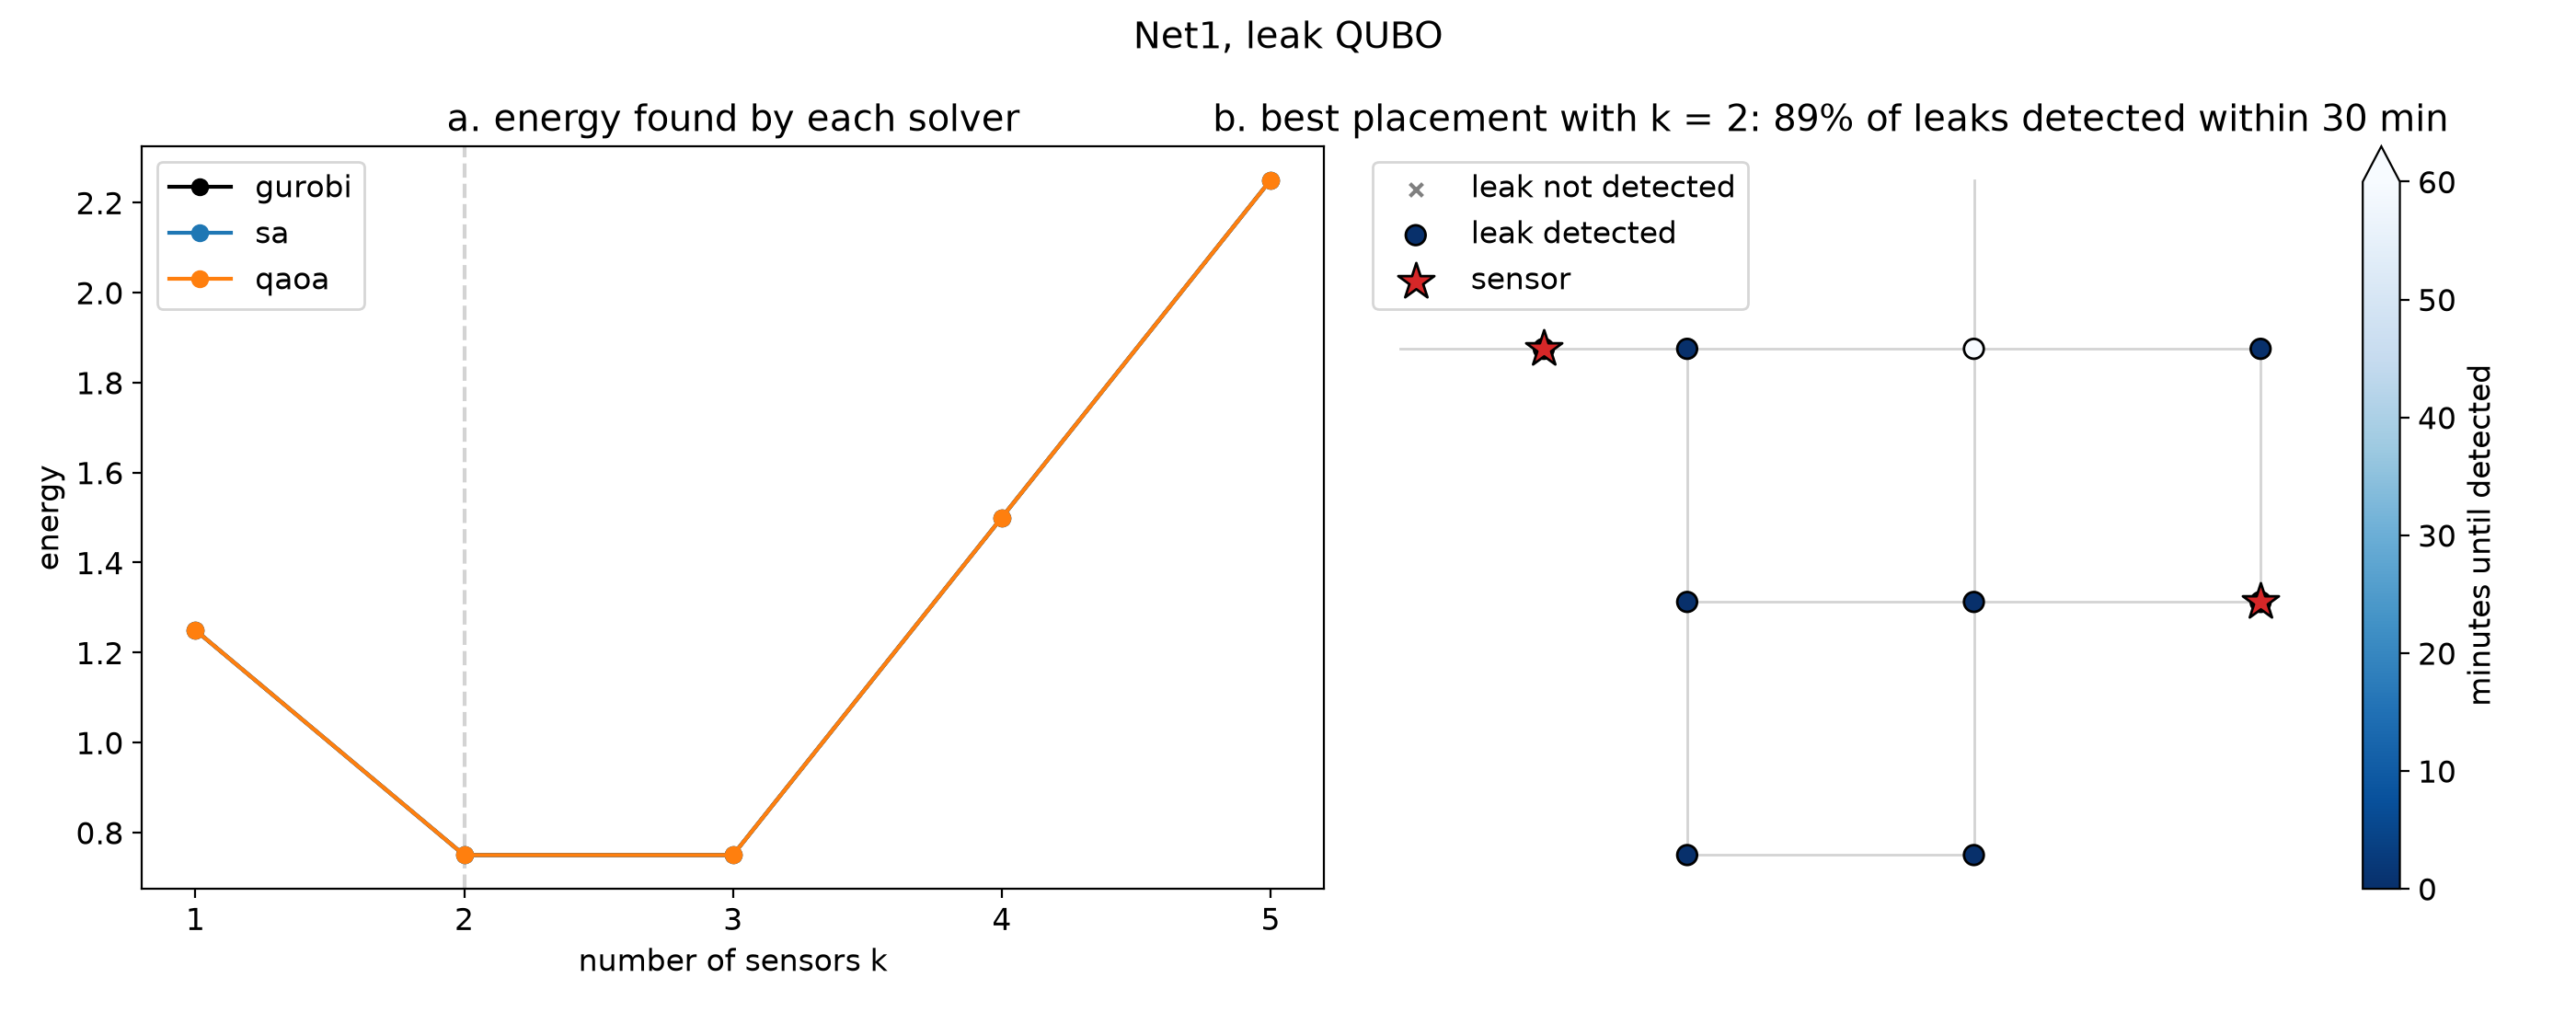 Net1, leak QUBO
a. energy found by each solver
gurobi
sa
qaoa
2.2
2.0
1.8
1.6
1.4
1.2
1.0
0.8
energy
1 2 3 4 5
number of sensors k
b. best placement with k = 2: 89% of leaks detected within 30 min
leak not detected
leak detected
sensor
60
50
40
30
20
10
0
minutes until detected